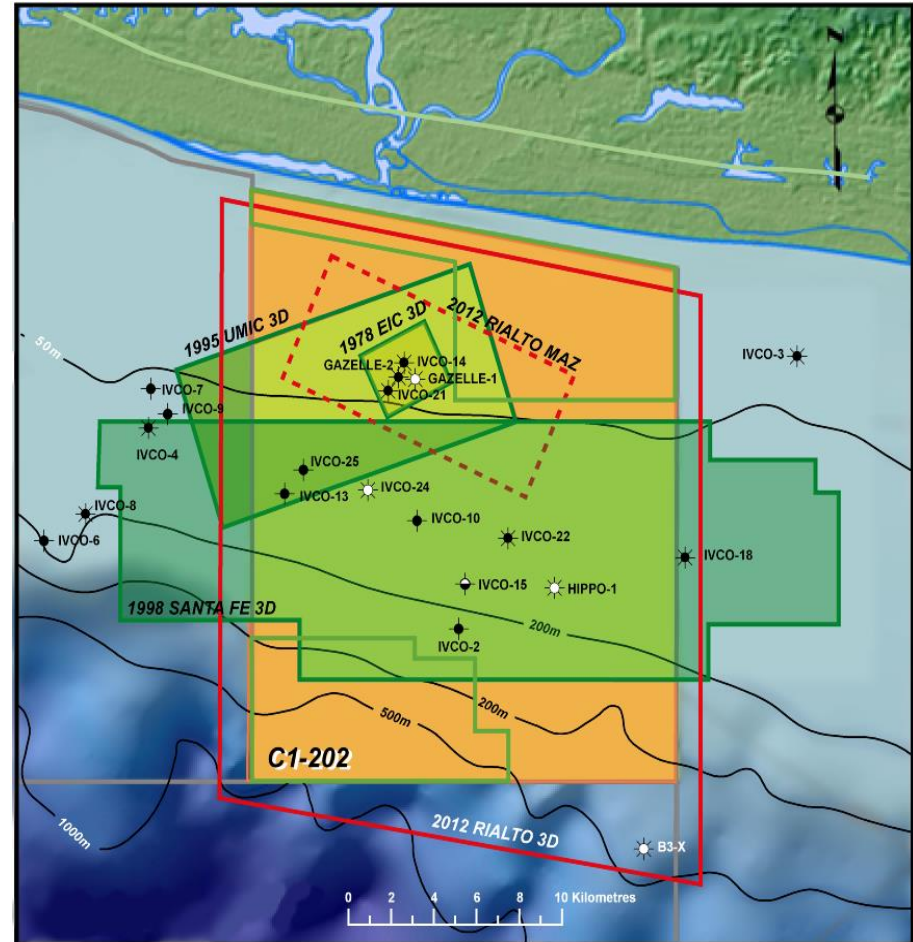 N
2012 RIALTO MAZ
1995 UMIC 3D
1978 EIC 3D
50m
IVCO-3
IVCO-14
GAZELLE-2
GAZELLE-1
IVCO-21
IVCO-7
IVCO-9
IVCO-4
IVCO-25
IVCO-13
IVCO-24
IVCO-8
IVCO-10
IVCO-6
IVCO-22
IVCO-18
IVCO-15
HIPPO-1
1998 SANTA FE 3D
200m
IVCO-2
200m
500m
C1-202
1000m
2012 RIALTO 3D
B3-X
0 2 4 6 8 10 Kilometres